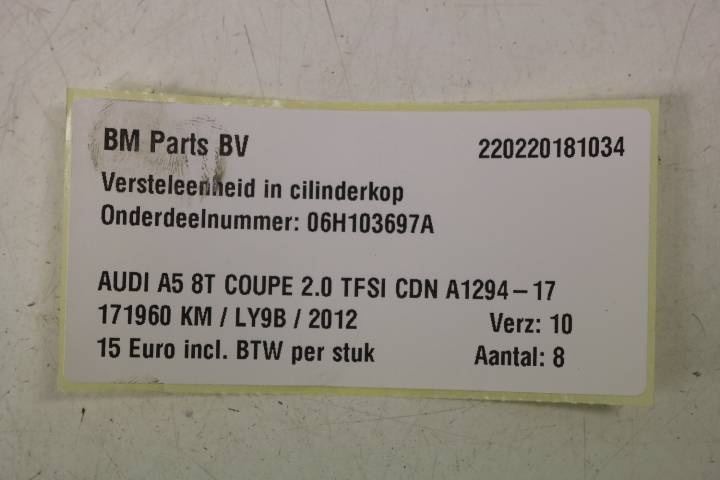 BM Parts BV 220220181034
Versteleenheid in cilinderkop
Onderdeelnummer: 06H103697A
AUDI A5 8T COUPE 2.0 TFSI CDN A1294-17
171960 KM / LY9B / 2012 Verz: 10
15 Euro incl. BTW per stuk Aantal: 8